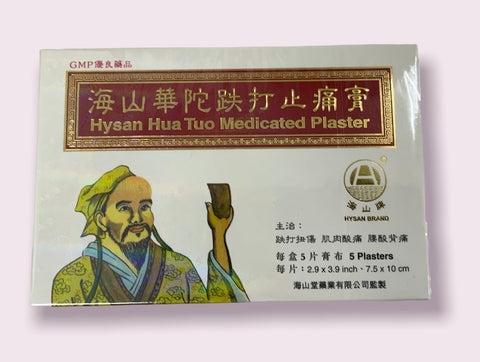 GMP優良藥品
海山華陀跌打止痛膏
Hysan Hua Tuo Medicated Plaster
海山牌
HYSAN BRAND
主治：
跌打扭傷 肌肉酸痛 腰酸背痛
每盒5片膏布 5 Plasters
每片：2.9 x 3.9 inch、7.5 x 10 cm
海山堂藥業有限公司監製